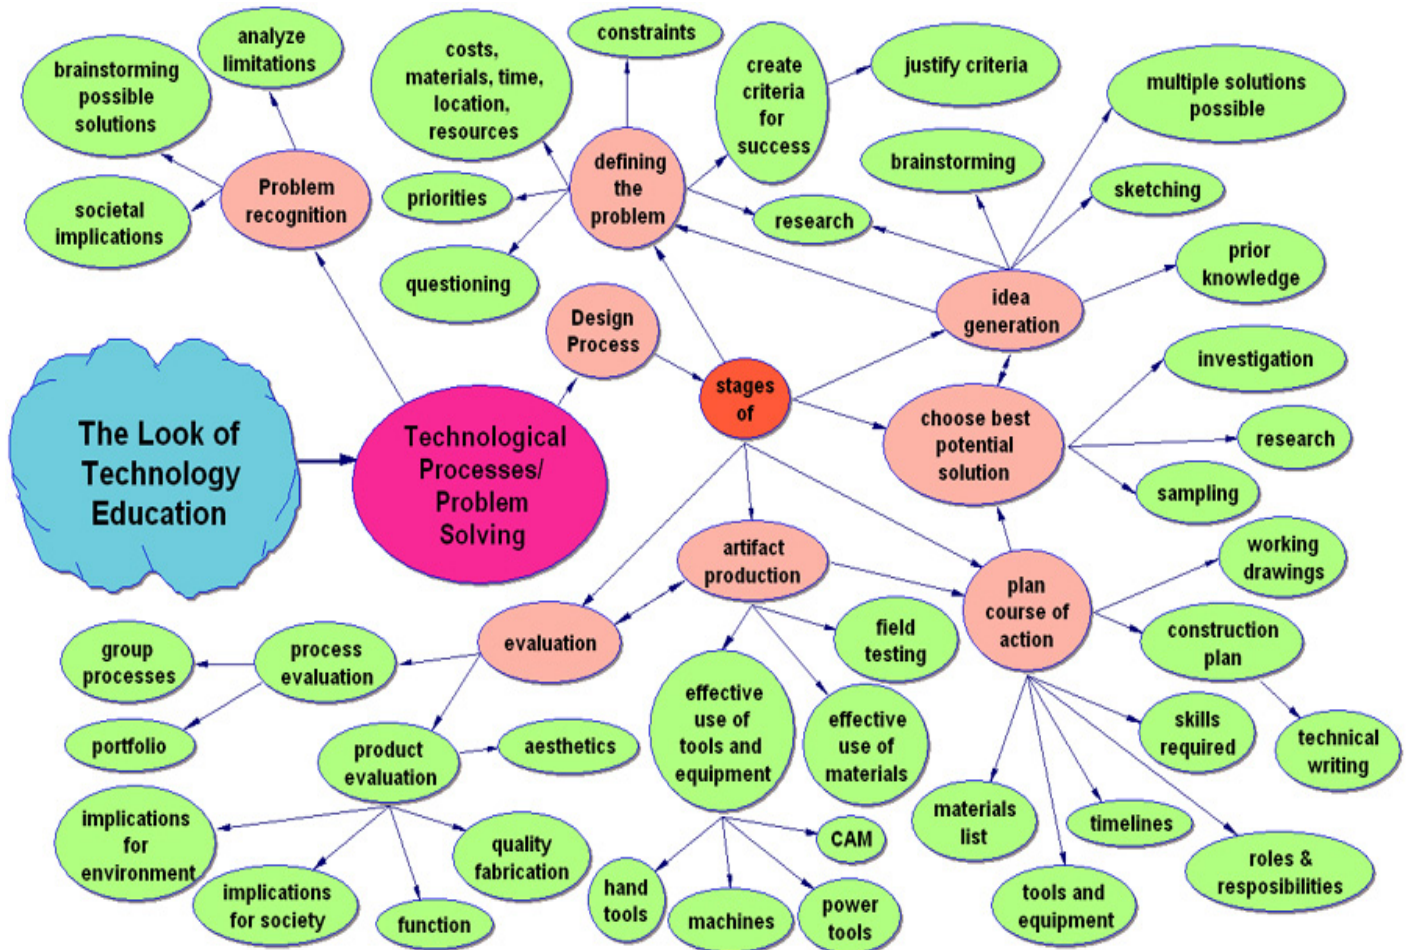 analyze
limitations
brainstorming
possible
solutions
societal
implications
Problem
recognition
costs,
materials, time,
location,
resources
constraints
create
criteria
for
success
justify criteria
priorities
questioning
defining
the
problem
research
multiple solutions
possible
brainstorming
sketching
prior
knowledge
idea
generation
Design
Process
stages
of
investigation
choose best
potential
solution
research
sampling
The Look of
Technology
Education
Technological
Processes/
Problem
Solving
artifact
production
plan
course of
action
working
drawings
construction
plan
technical
writing
skills
required
roles &
resposibilities
timelines
tools and
equipment
materials
list
evaluation
field
testing
effective
use of
materials
effective
use of
tools and
equipment
CAM
power
tools
machines
hand
tools
process
evaluation
group
processes
portfolio
product
evaluation
aesthetics
quality
fabrication
function
implications
for society
implications
for
environment